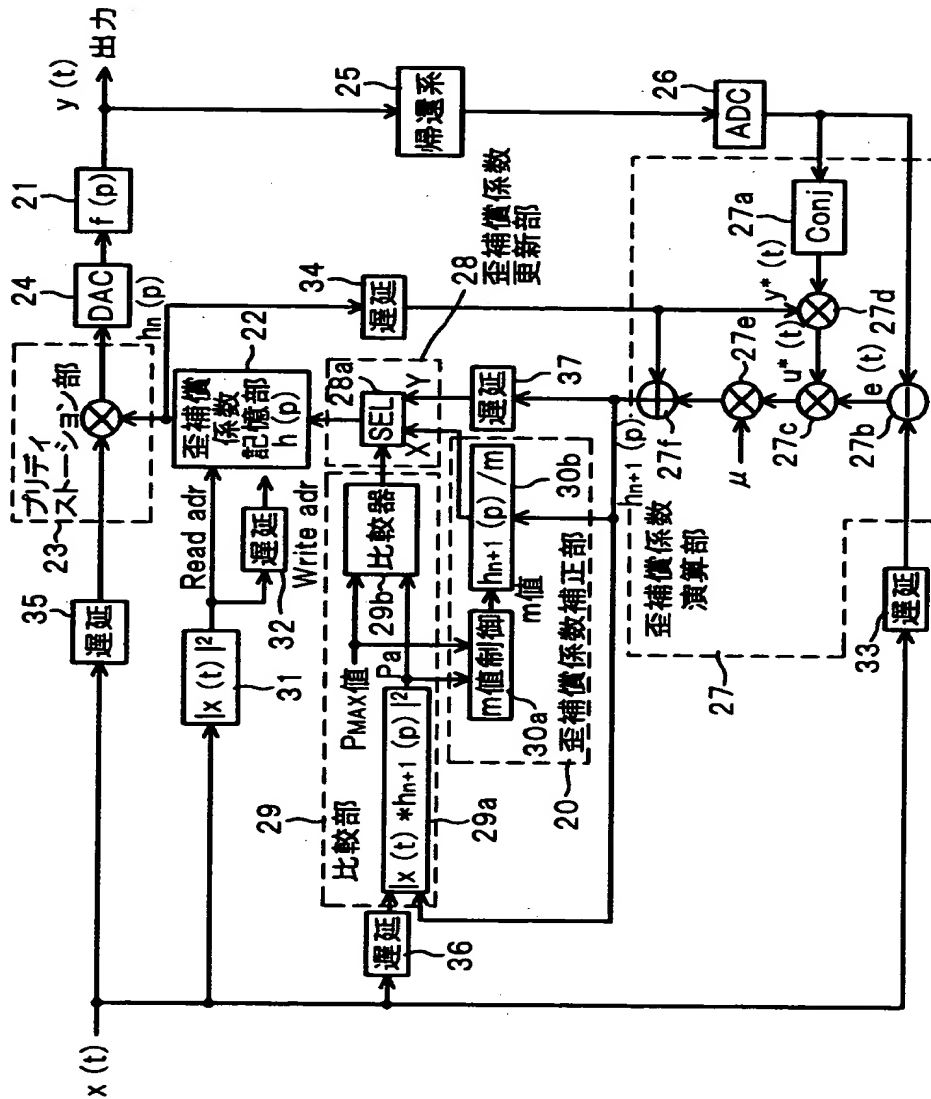 x(t)
35
遅延
23
プリディ
ストーション部
hn(p)
24
DAC
21
f(p)
y(t)
出力
|x(t)|²
31
Read adr
遅延
32
Write adr
歪補償
係数
記憶部
h(p)
22
29
比較部
PMAX値
|x(t)*hn+1(p)|²
29a
Pa
29b
比較器
28a
SEL
X
Y
28
歪補償係数
更新部
34
遅延
25
帰還系
26
ADC
遅延
36
m値制御
30a
m値
hn+1(p)/m
30b
20
歪補償係数補正部
遅延
37
hn+1(p)
27f
27e
μ
27c
u*(t)
y*(t)
27d
27a
Conj
e(t)
27b
歪補償係数
演算部
27
33
遅延